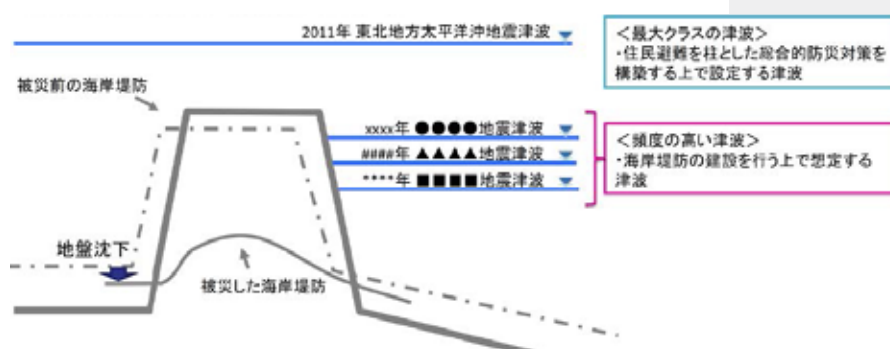 2011年 東北地方太平洋沖地震津波
＜最大クラスの津波＞
・住民避難を柱とした総合的防災対策を
構築する上で設定する津波
被災前の海岸堤防
xxxx年 ●●●●地震津波
####年 ▲▲▲▲地震津波
****年 ■■■■地震津波
＜頻度の高い津波＞
・海岸堤防の建設を行う上で想定する
津波
地盤沈下
被災した海岸堤防